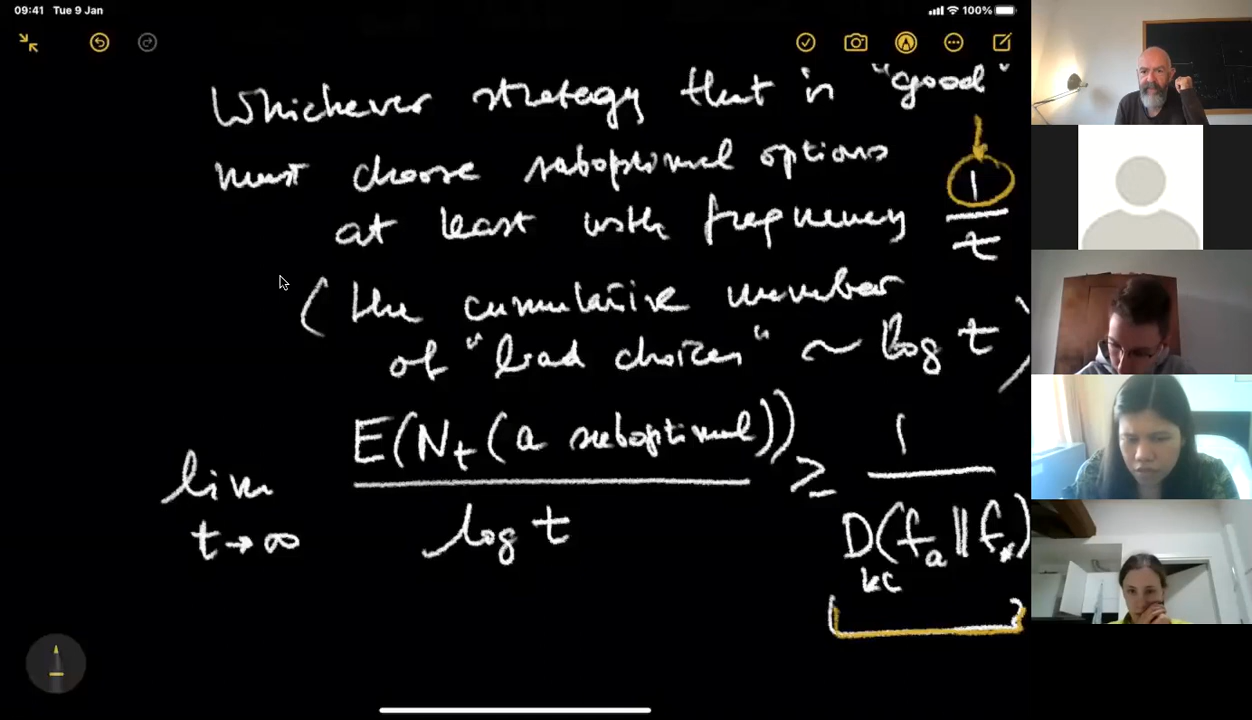 09:41 Tue 9 Jan
100%
Whichever strategy that is "good"
must choose suboptimal options
at least with frequency 1/t
(the cumulative number
of "bad choices" ~ log t)
lim t→∞ E(N_t(a suboptimal)) / log t ≥ 1 / D_KL(f_a || f_*)